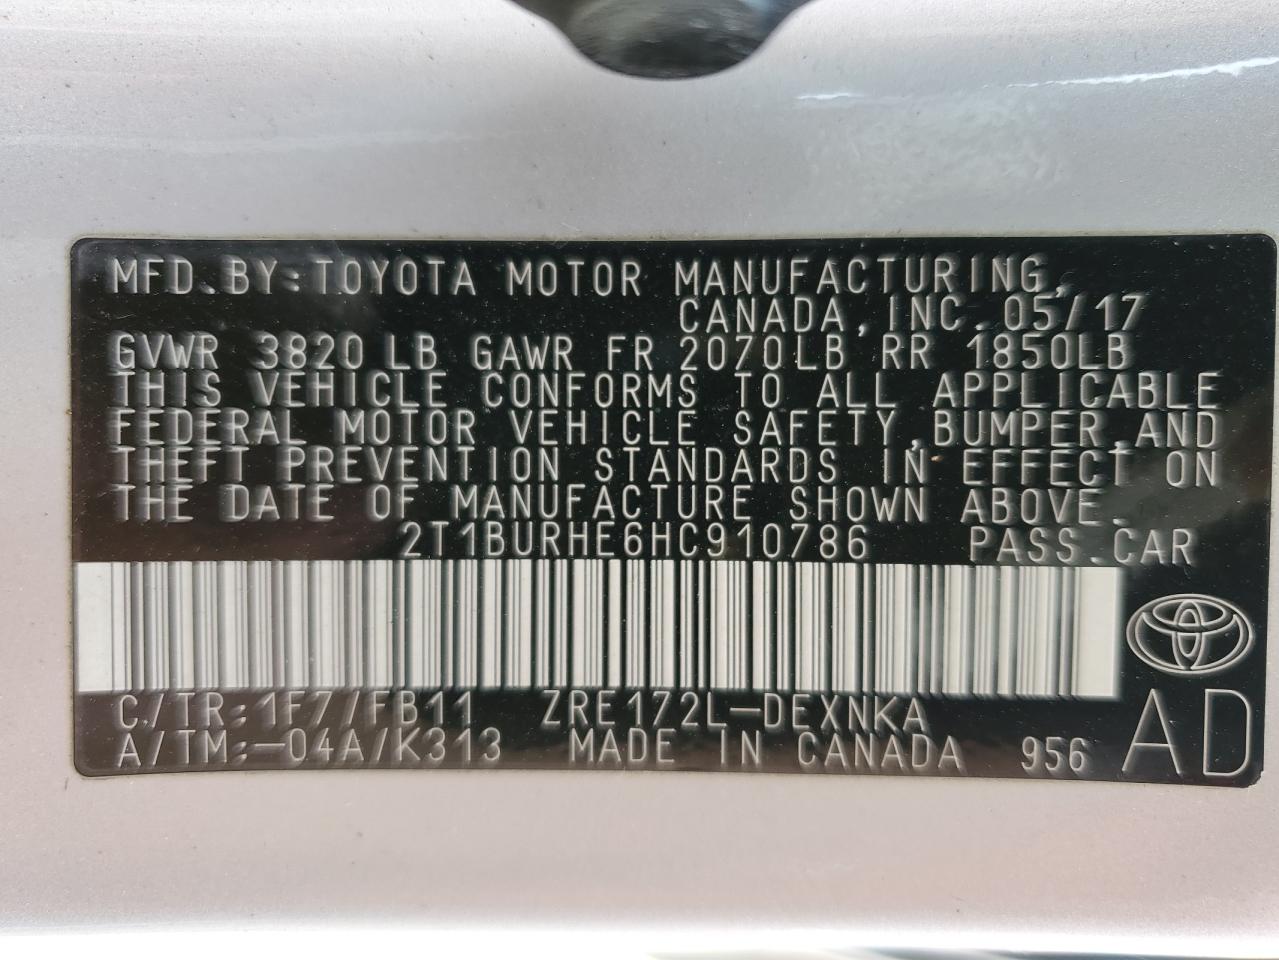 MFD.BY:TOYOTA MOTOR MANUFACTURING,
CANADA,INC.05/17
GVWR 3820LB GAWR FR 2070LB RR 1850LB
THIS VEHICLE CONFORMS TO ALL APPLICABLE
FEDERAL MOTOR VEHICLE SAFETY,BUMPER,AND
THEFT PREVENTION STANDARDS IN EFFECT ON
THE DATE OF MANUFACTURE SHOWN ABOVE.
2T1BURHE6HC910786 PASS.CAR
C/TR:1F7/FB11 ZRE172L-DEXNKA
A/TM:-04A/K313 MADE IN CANADA 956 AD